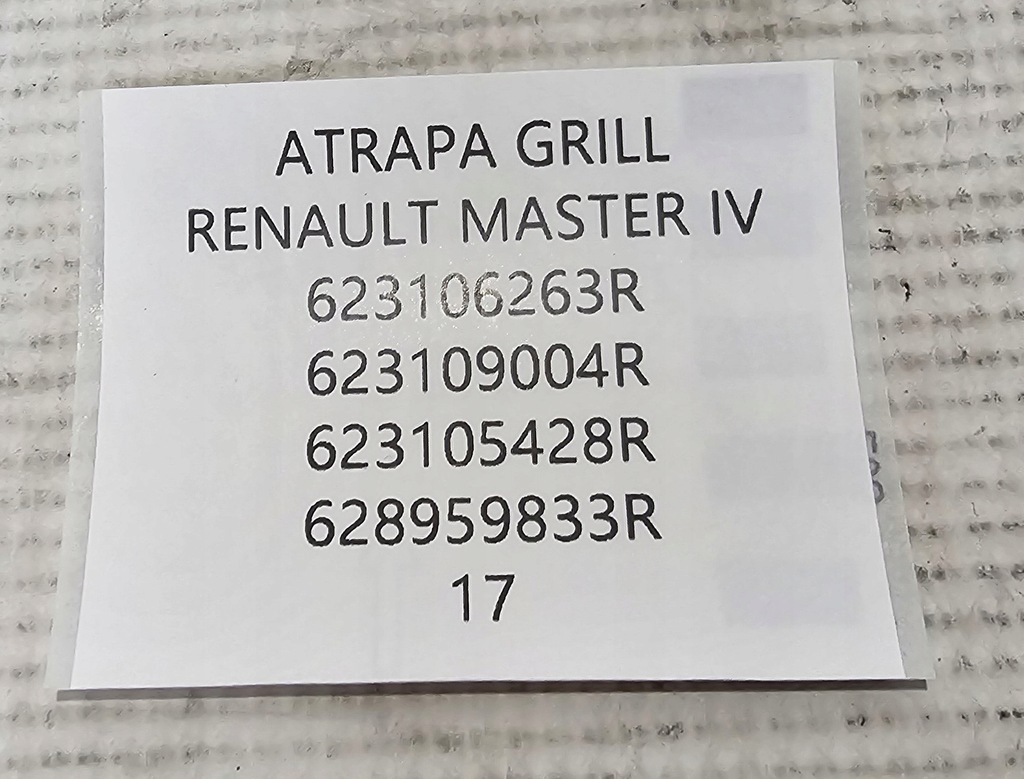 ATRAPA GRILL
RENAULT MASTER IV
623106263R
623109004R
623105428R
628959833R
17